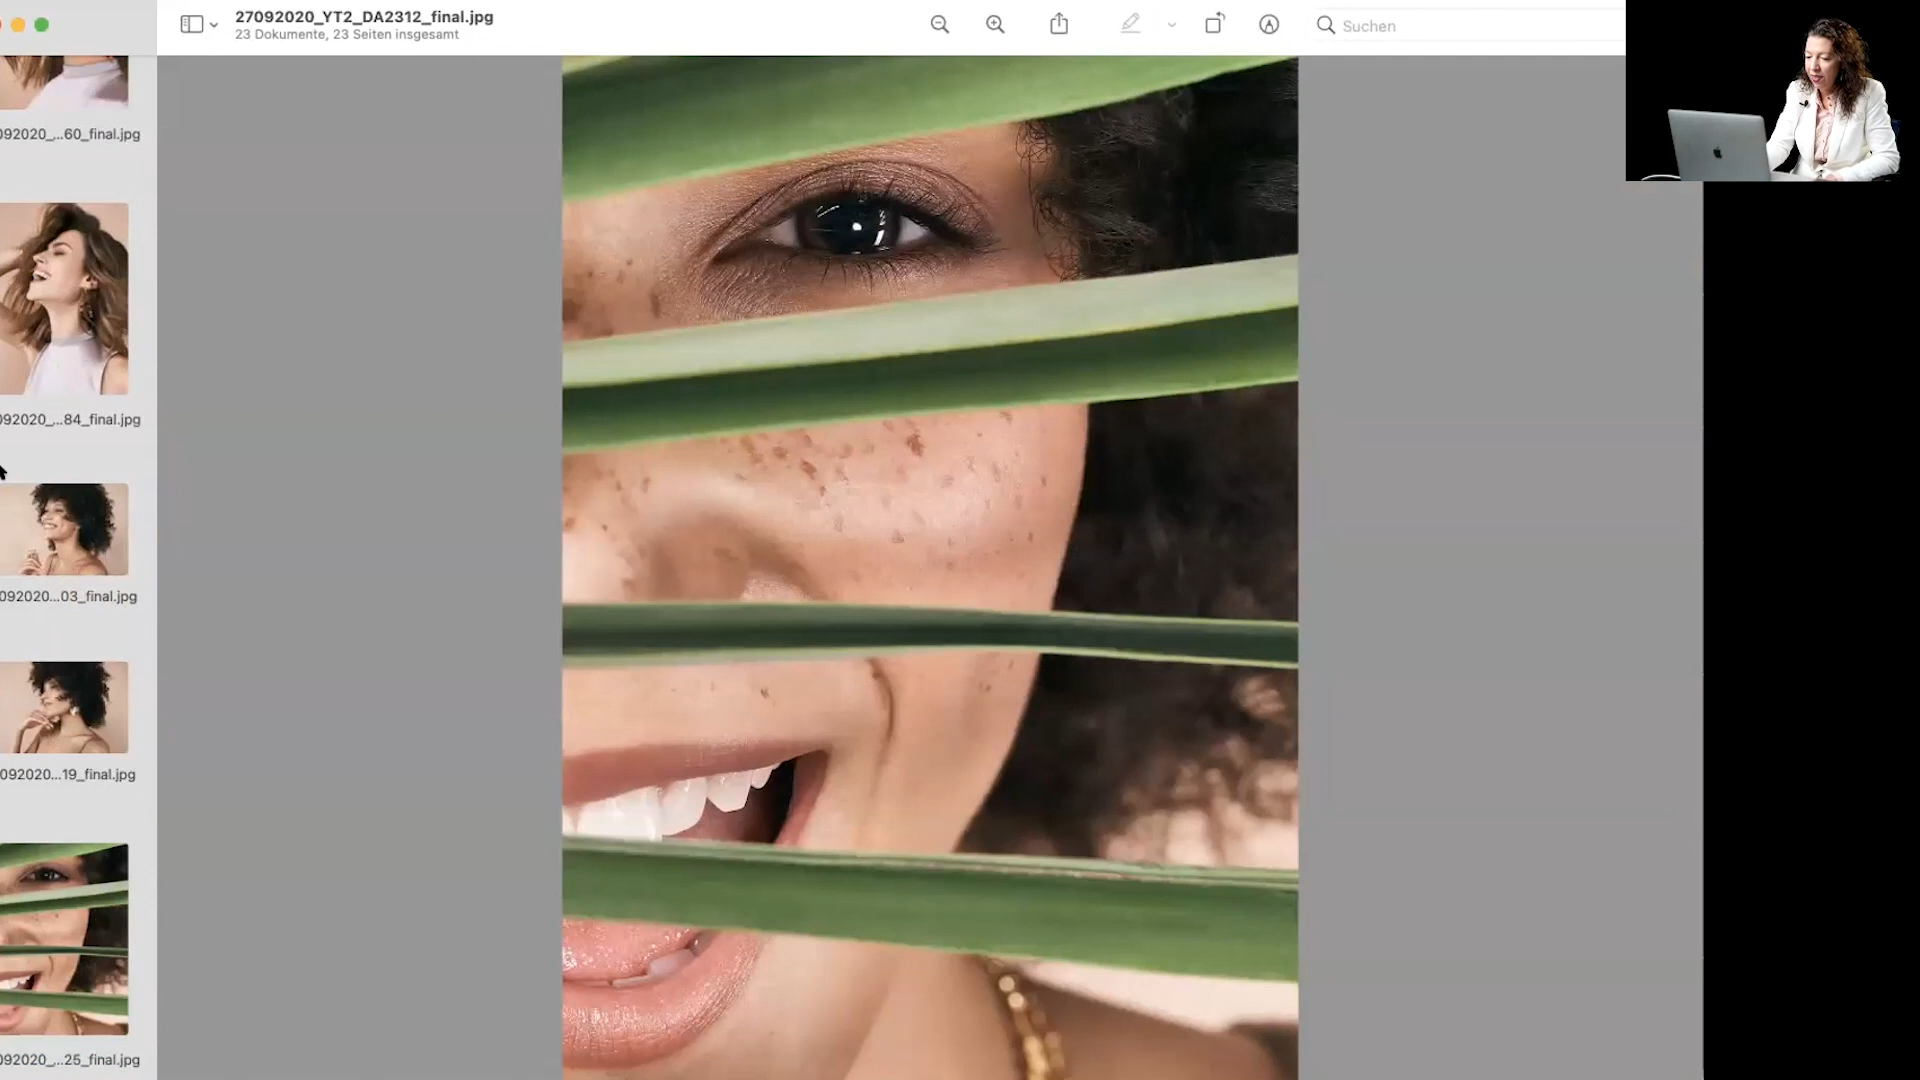 27092020_YT2_DA2312_final.jpg
23 Dokumente, 23 Seiten insgesamt
Suchen
092020_...60_final.jpg
092020_...84_final.jpg
092020...03_final.jpg
092020...19_final.jpg
092020_...25_final.jpg